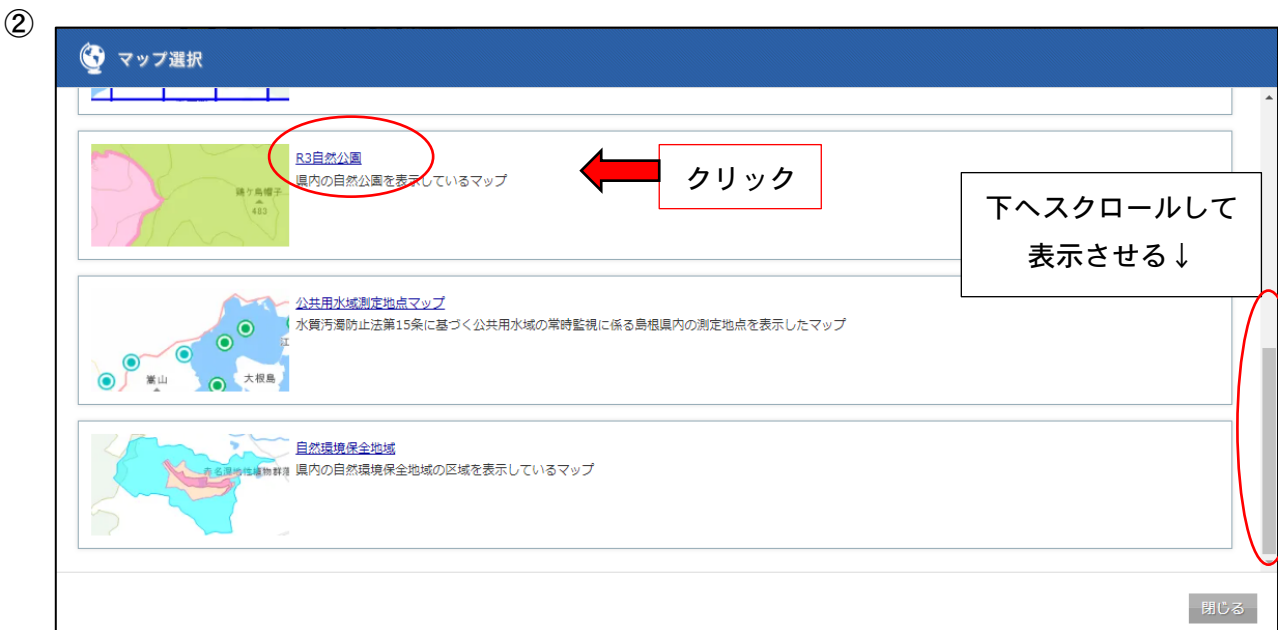 ②
マップ選択
R3自然公園
県内の自然公園を表示しているマップ
クリック
下へスクロールして
表示させる↓
483
公共用水域測定地点マップ
水質汚濁防止法第15条に基づく公共用水域の常時監視に係る島根県内の測定地点を表示したマップ
江
嵩山
大根島
自然環境保全地域
県内の自然環境保全地域の区域を表示しているマップ
閉じる